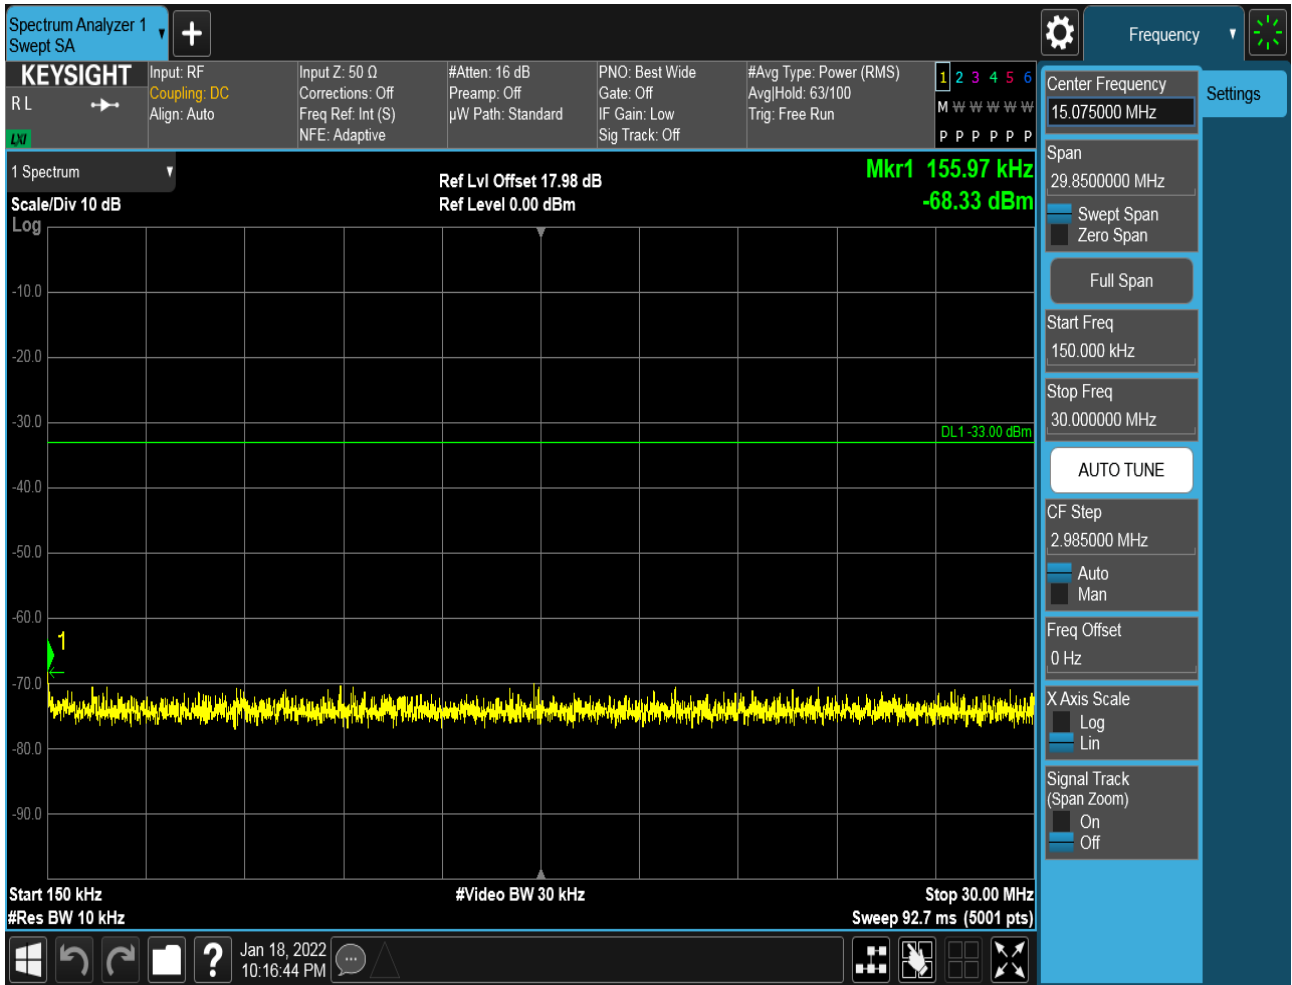 Spectrum Analyzer 1
Swept SA
Frequency
KEYSIGHT
R L
LXI
Input: RF
Coupling: DC
Align: Auto
Input Z: 50 Ω
Corrections: Off
Freq Ref: Int (S)
NFE: Adaptive
#Atten: 16 dB
Preamp: Off
µW Path: Standard
PNO: Best Wide
Gate: Off
IF Gain: Low
Sig Track: Off
#Avg Type: Power (RMS)
Avg|Hold: 63/100
Trig: Free Run
1 2 3 4 5 6
M W W W W W
P P P P P P
1 Spectrum
Scale/Div 10 dB
Log
Ref Lvl Offset 17.98 dB
Ref Level 0.00 dBm
Mkr1 155.97 kHz
-68.33 dBm
-10.0
-20.0
-30.0
DL1 -33.00 dBm
-40.0
-50.0
-60.0
1
-70.0
-80.0
-90.0
Start 150 kHz
#Video BW 30 kHz
Stop 30.00 MHz
#Res BW 10 kHz
Sweep 92.7 ms (5001 pts)
Jan 18, 2022
10:16:44 PM
Center Frequency
15.075000 MHz
Settings
Span
29.8500000 MHz
Swept Span
Zero Span
Full Span
Start Freq
150.000 kHz
Stop Freq
30.000000 MHz
AUTO TUNE
CF Step
2.985000 MHz
Auto
Man
Freq Offset
0 Hz
X Axis Scale
Log
Lin
Signal Track
(Span Zoom)
On
Off